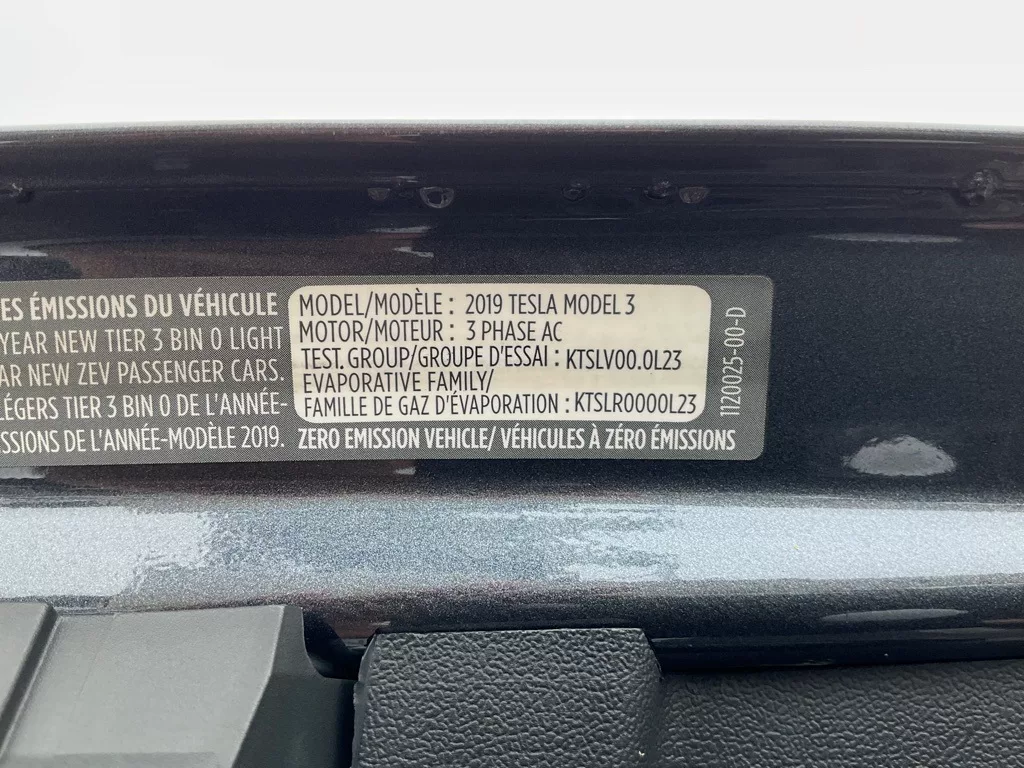 ES ÉMISSIONS DU VÉHICULE
YEAR NEW TIER 3 BIN 0 LIGHT
AR NEW ZEV PASSENGER CARS.
LÉGERS TIER 3 BIN 0 DE L'ANNÉE-
SSIONS DE L'ANNÉE-MODÈLE 2019.
MODEL/MODÈLE : 2019 TESLA MODEL 3
MOTOR/MOTEUR : 3 PHASE AC
TEST. GROUP/GROUPE D'ESSAI : KTSLV00.0L23
EVAPORATIVE FAMILY/
FAMILLE DE GAZ D'ÉVAPORATION : KTSLR0000L23
ZERO EMISSION VEHICLE/ VÉHICULES À ZÉRO ÉMISSIONS
1120025-00-D